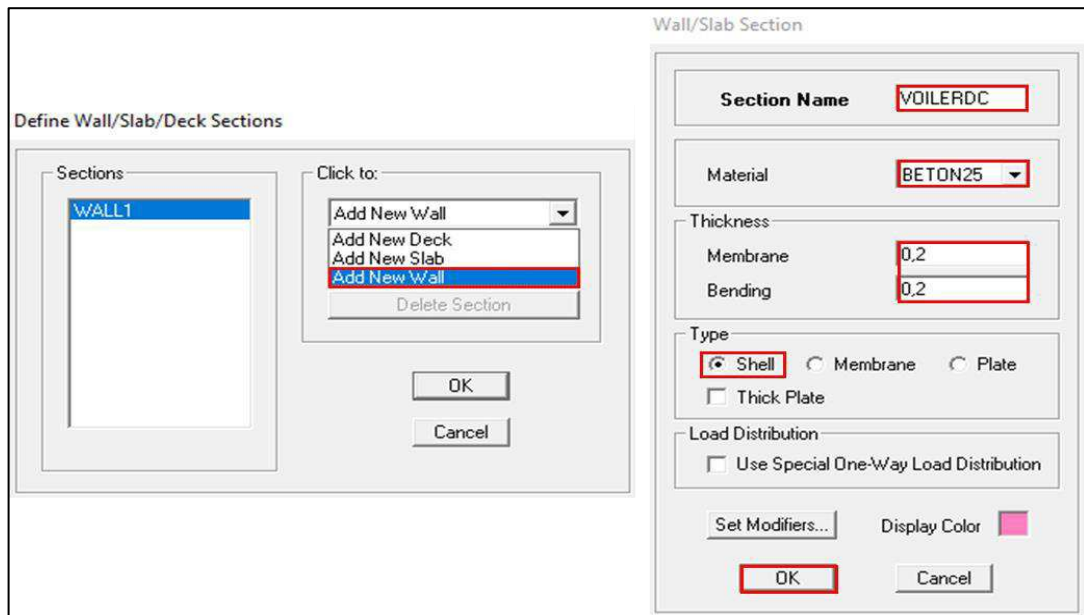 Define Wall/Slab/Deck Sections
Sections
WALL1
Click to:
Add New Wall
Add New Deck
Add New Slab
Add New Wall
Delete Section
OK
Cancel
Wall/Slab Section
Section Name VOILERDC
Material BETON25
Thickness
Membrane 0,2
Bending 0,2
Type
Shell Membrane Plate
Thick Plate
Load Distribution
Use Special One-Way Load Distribution
Set Modifiers... Display Color
OK Cancel